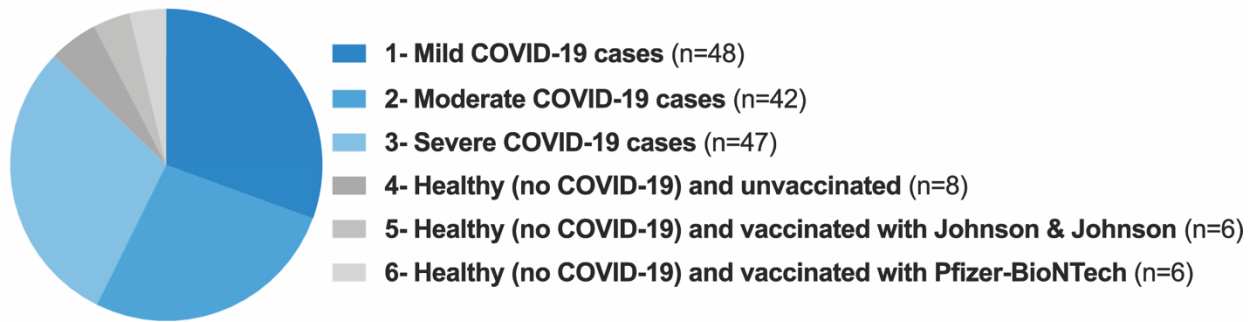 1- Mild COVID-19 cases (n=48)
2- Moderate COVID-19 cases (n=42)
3- Severe COVID-19 cases (n=47)
4- Healthy (no COVID-19) and unvaccinated (n=8)
5- Healthy (no COVID-19) and vaccinated with Johnson & Johnson (n=6)
6- Healthy (no COVID-19) and vaccinated with Pfizer-BioNTech (n=6)